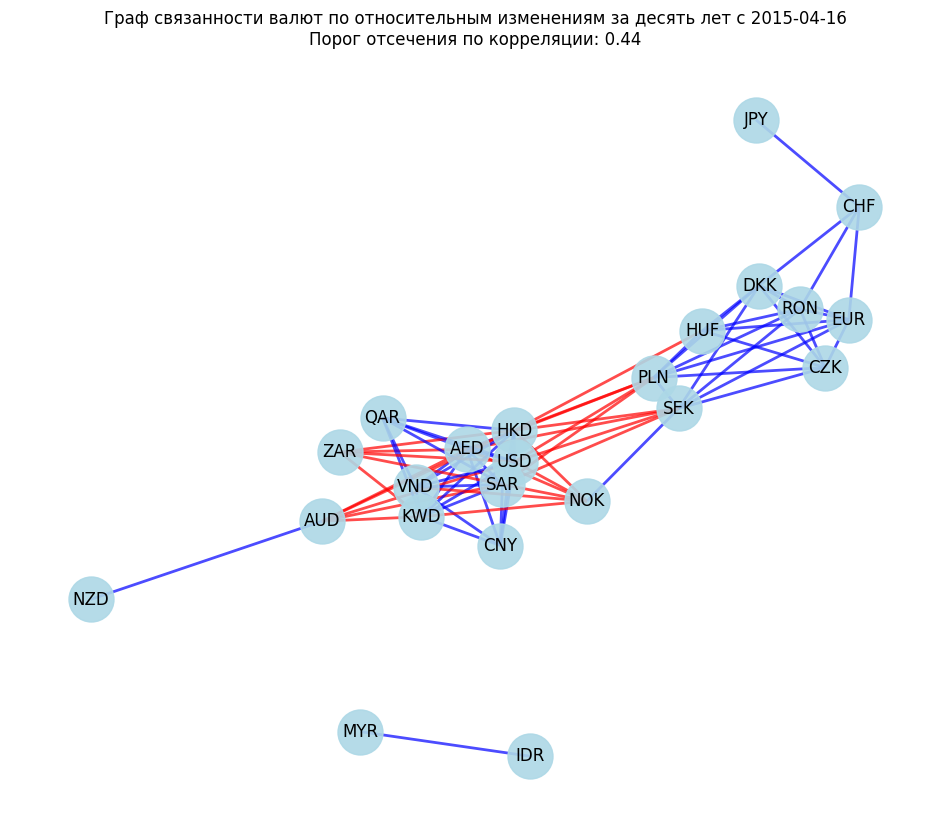 Граф связанности валют по относительным изменениям за десять лет с 2015-04-16
Порог отсечения по корреляции: 0.44
JPY
CHF
DKK
RON
EUR
HUF
CZK
PLN
SEK
QAR
HKD
ZAR
AED
USD
VND
SAR
NOK
AUD
KWD
CNY
NZD
MYR
IDR